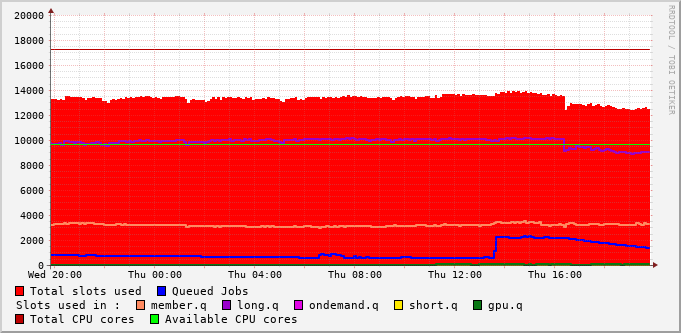 RRDTOOL / TOBI OETIKER
20000
18000
16000
14000
12000
10000
8000
6000
4000
2000
0
Wed 20:00 Thu 00:00 Thu 04:00 Thu 08:00 Thu 12:00 Thu 16:00
Total slots used Queued Jobs
Slots used in : member.q long.q ondemand.q short.q gpu.q
Total CPU cores Available CPU cores